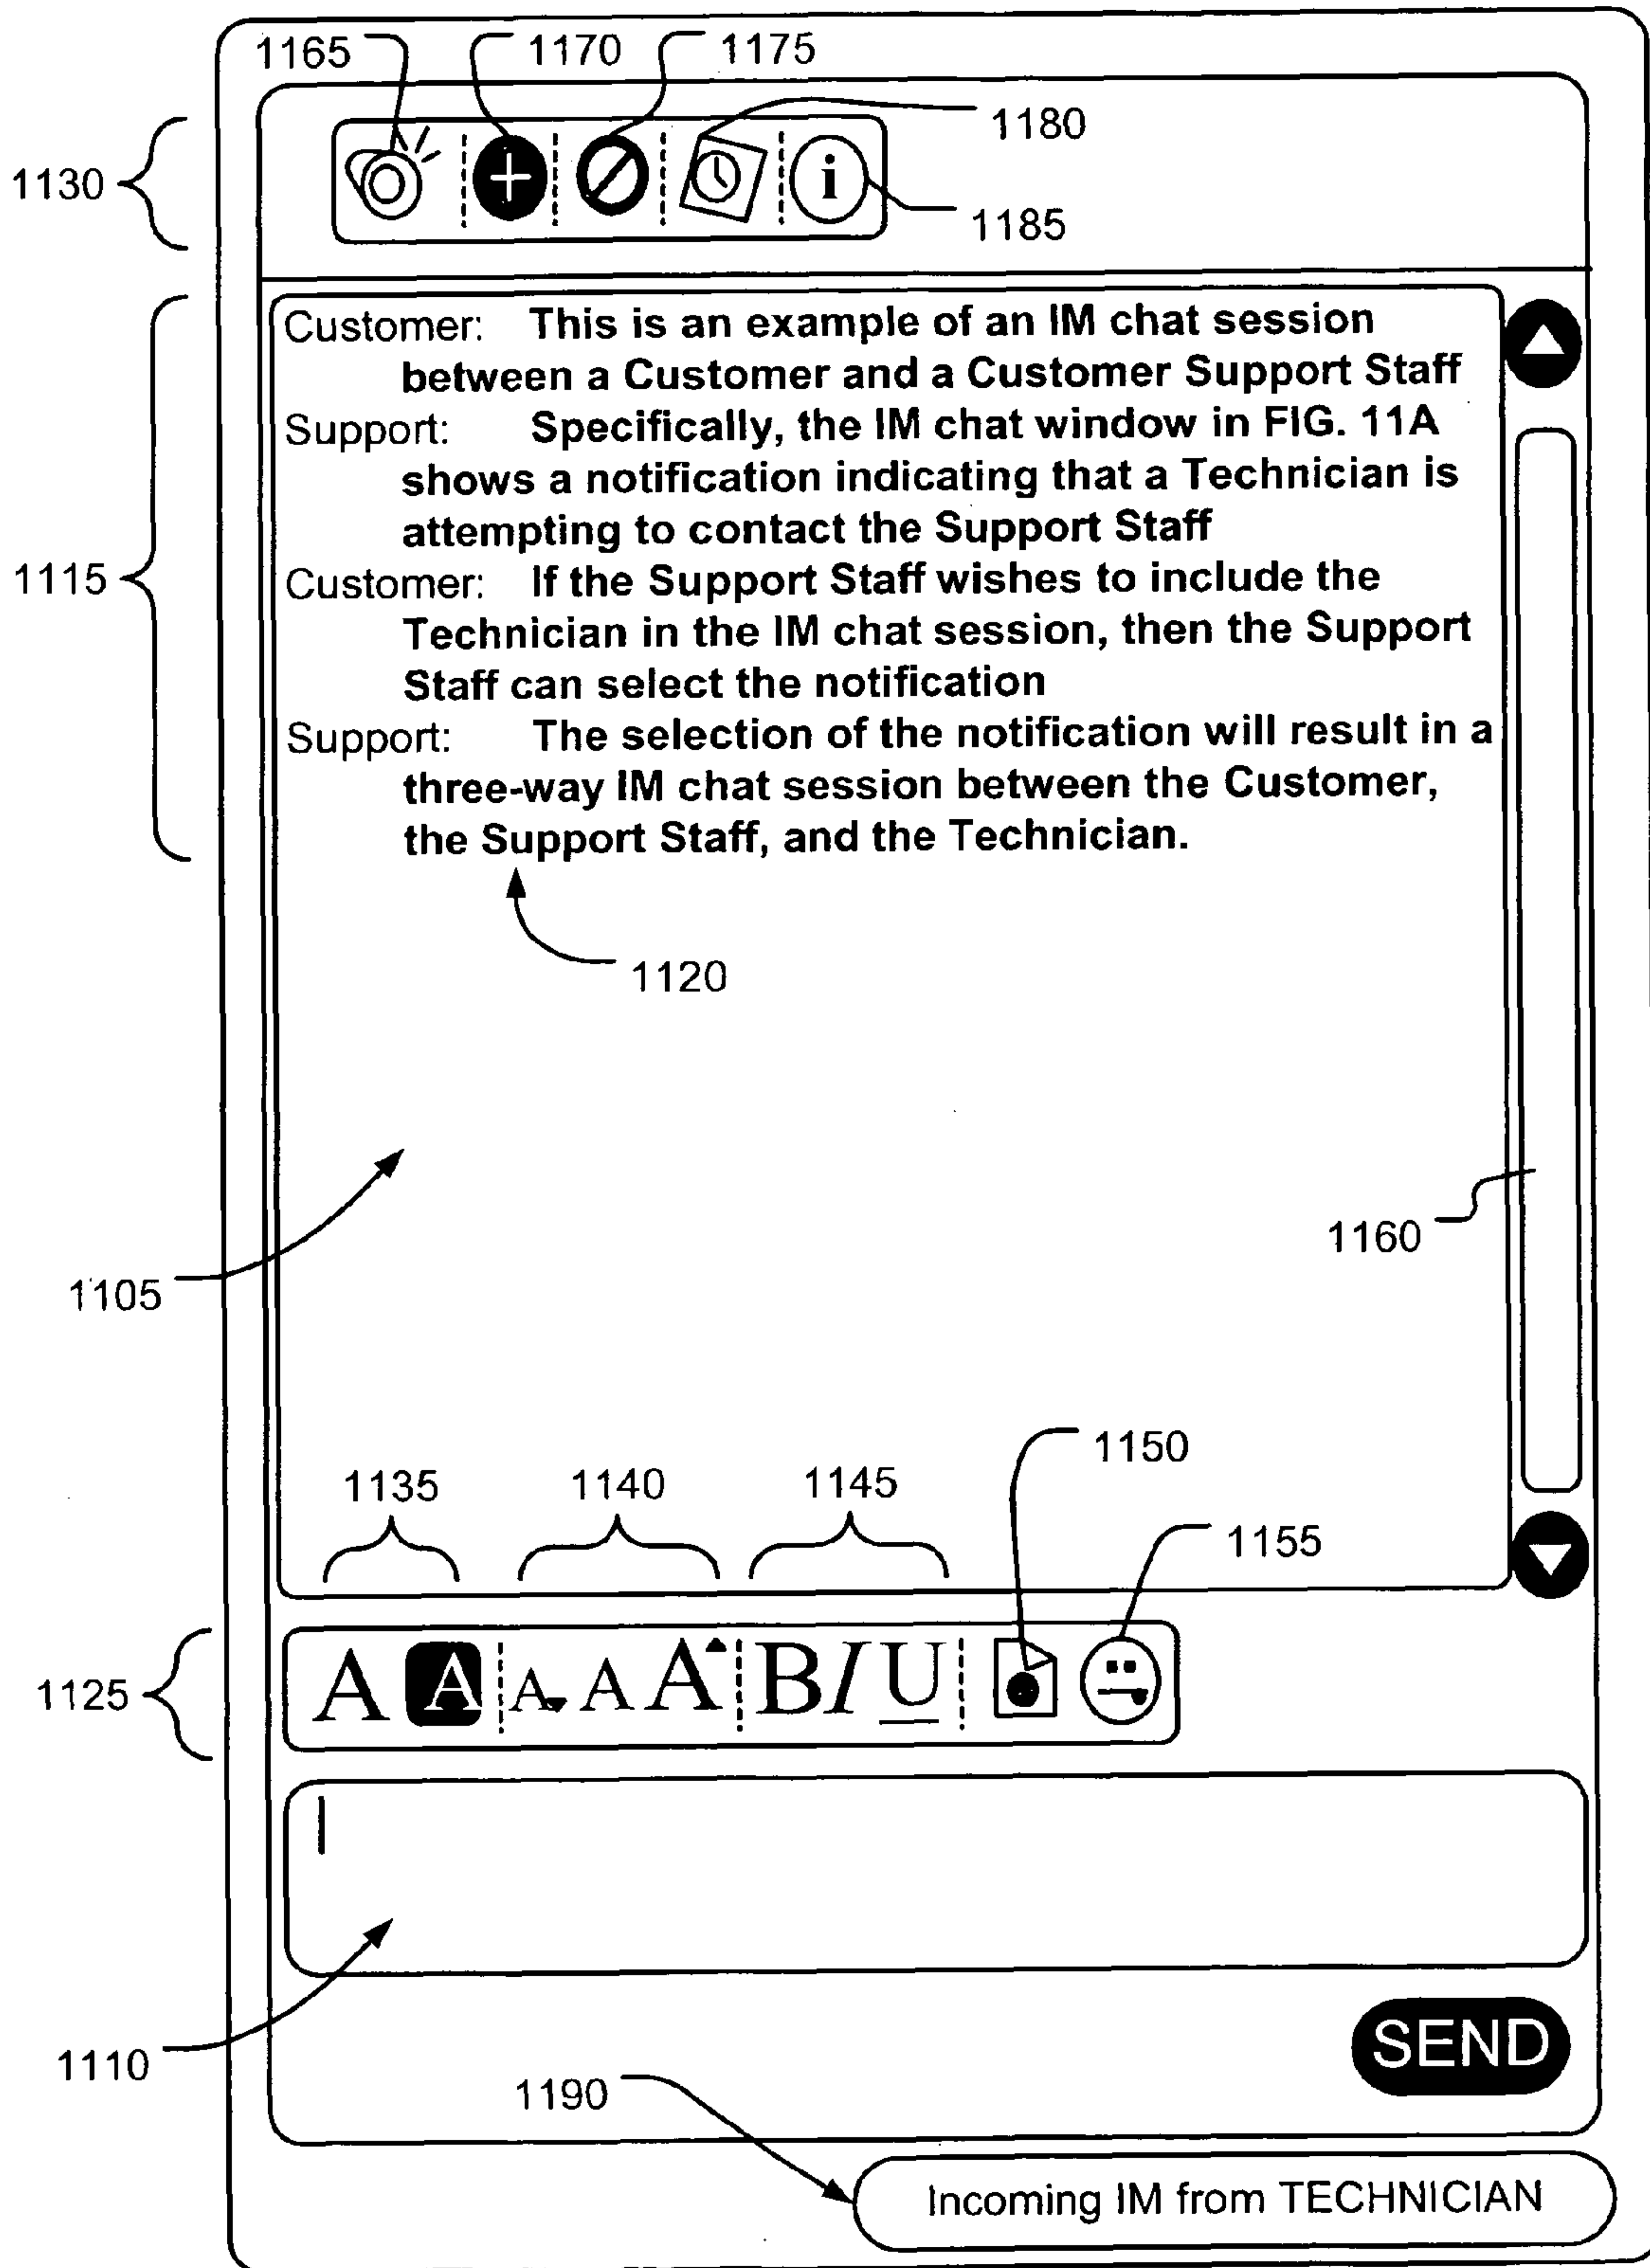 1165 1170 1175
1180
1130
i
1185
Customer: This is an example of an IM chat session
between a Customer and a Customer Support Staff
Support: Specifically, the IM chat window in FIG. 11A
shows a notification indicating that a Technician is
attempting to contact the Support Staff
1115
Customer: If the Support Staff wishes to include the
Technician in the IM chat session, then the Support
Staff can select the notification
Support: The selection of the notification will result in a
three-way IM chat session between the Customer,
the Support Staff, and the Technician.
1120
1160
1105
1150
1135 1140 1145
1155
1125
A A A A A B I U
1110
SEND
1190
Incoming IM from TECHNICIAN